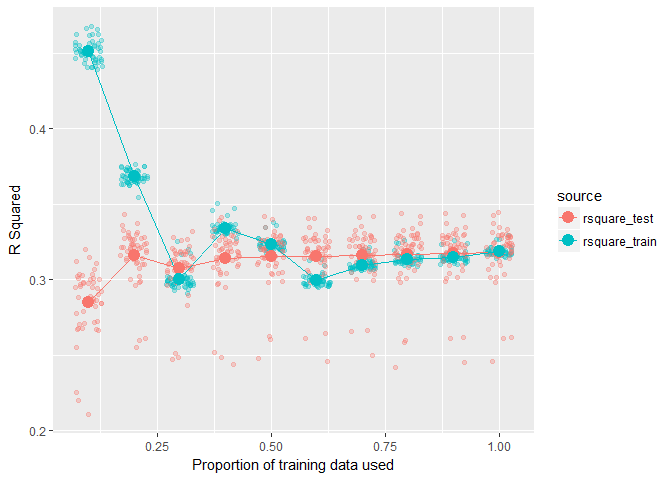 R Squared
0.4
0.3
0.2
0.25
0.50
0.75
1.00
Proportion of training data used
source
rsquare_test
rsquare_train